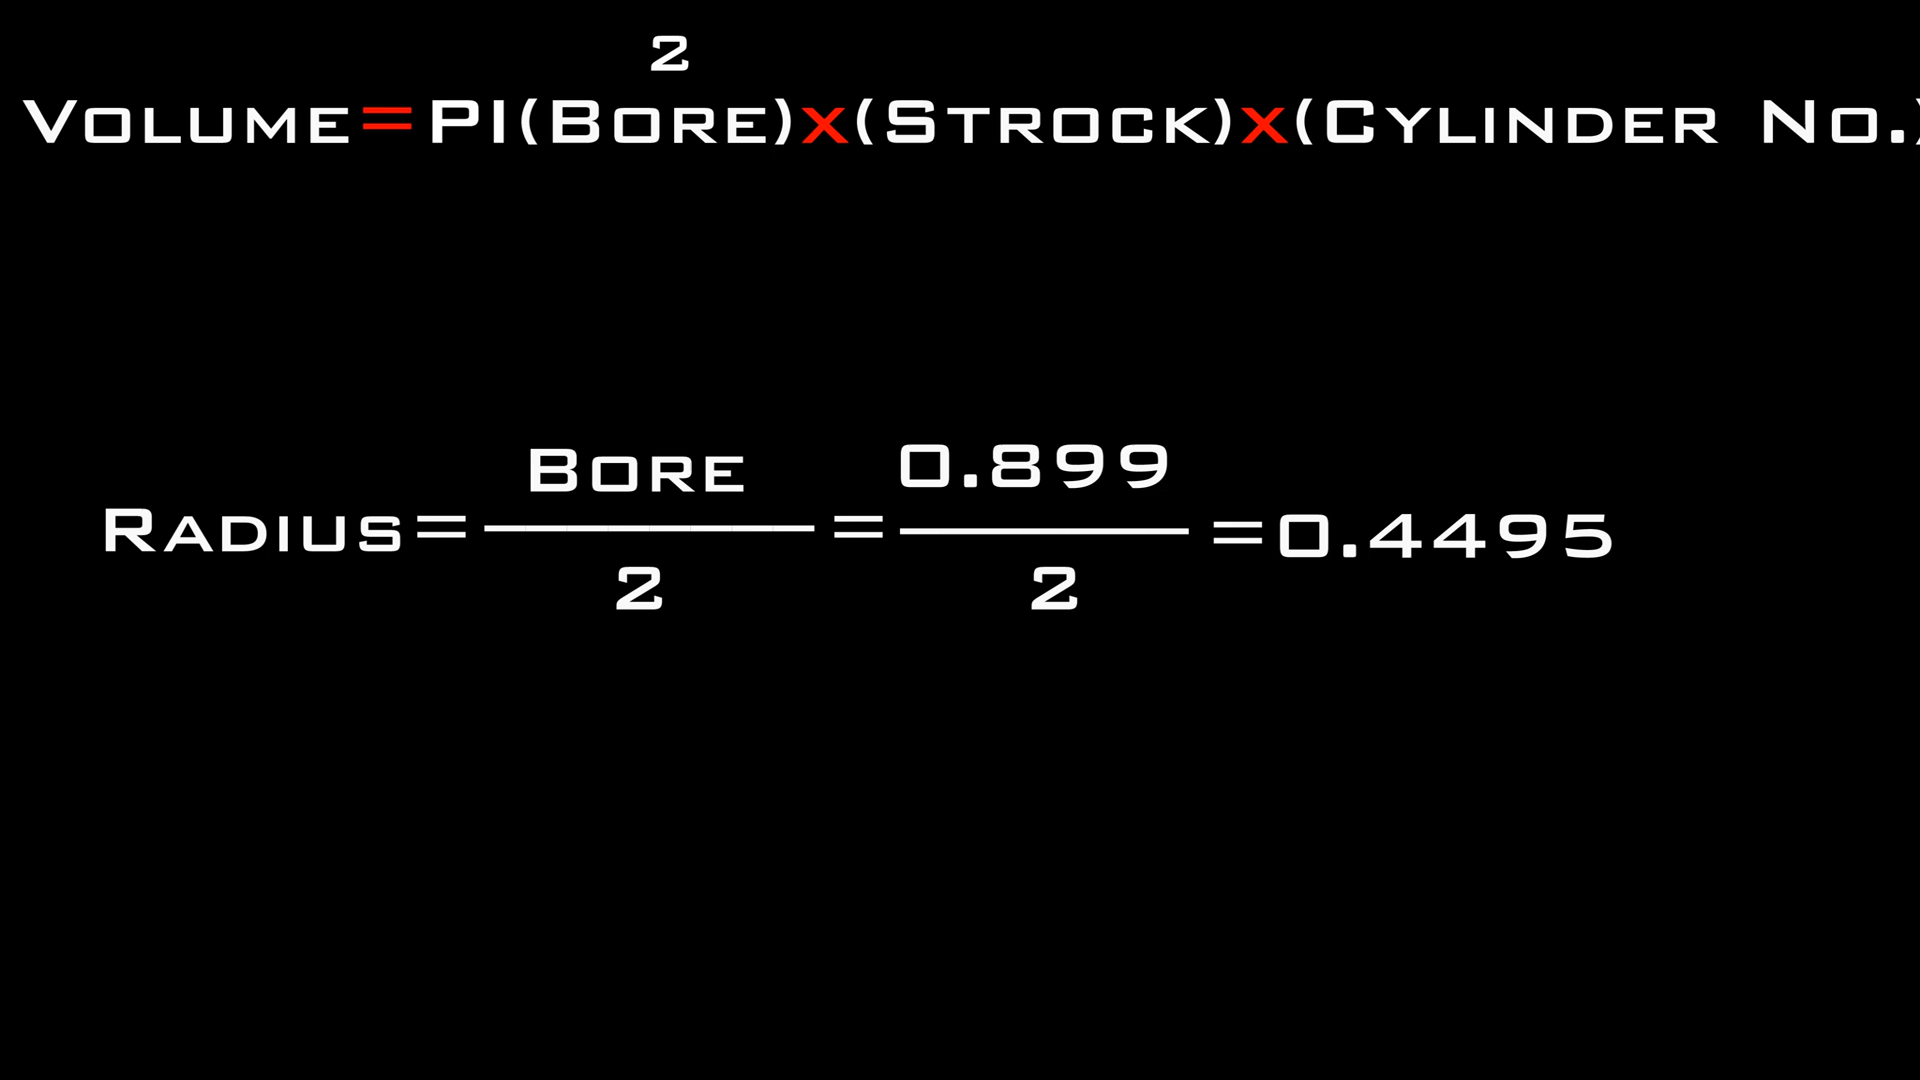 2
Volume=PI(Bore)x(Strock)x(Cylinder No.)
Bore 0.899
Radius= = =0.4495
2 2